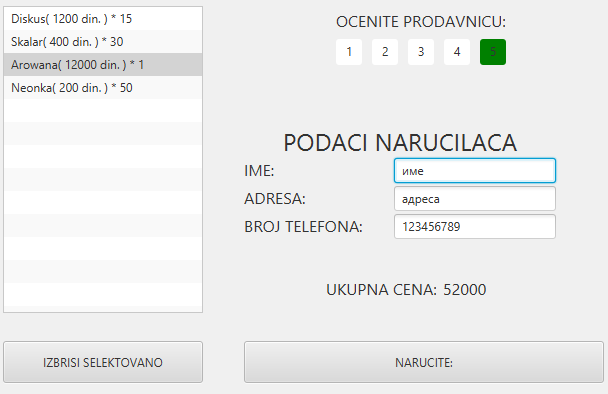 Diskus( 1200 din. ) * 15
Skalar( 400 din. ) * 30
Arowana( 12000 din. ) * 1
Neonka( 200 din. ) * 50
IZBRISI SELEKTOVANO
OCENITE PRODAVNICU:
1 2 3 4 5
PODACI NARUCILACA
IME: име
ADRESA: адреса
BROJ TELEFONA: 123456789
UKUPNA CENA: 52000
NARUCITE: